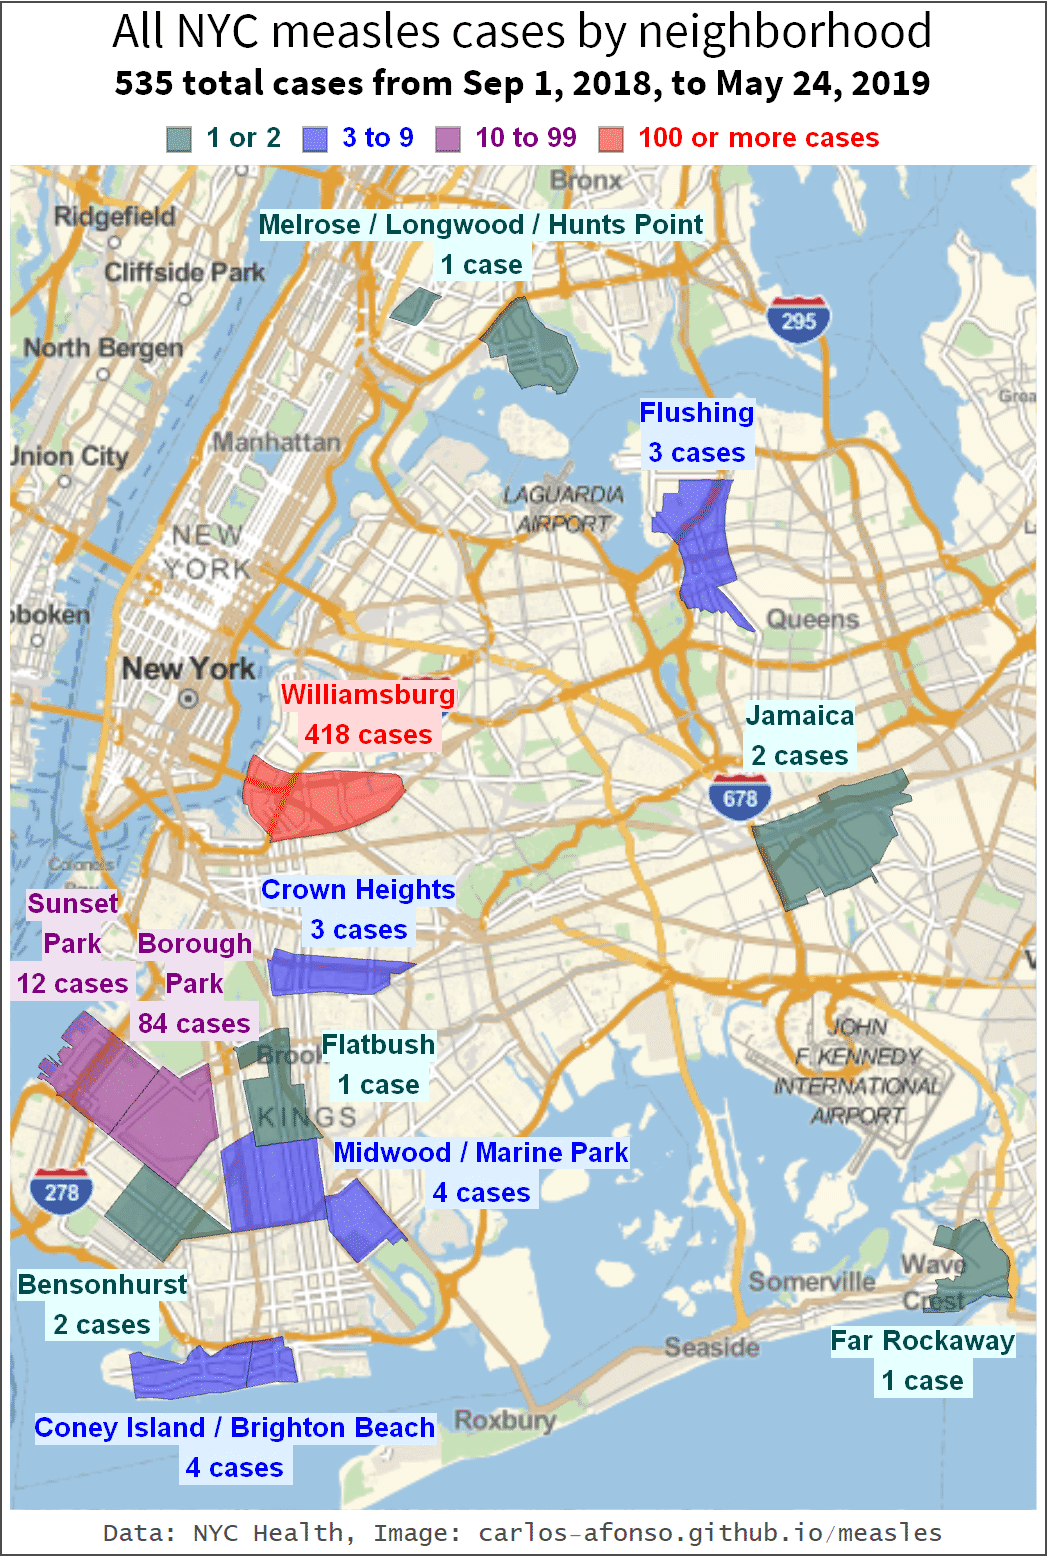 All NYC measles cases by neighborhood
535 total cases from Sep 1, 2018, to May 24, 2019
1 or 2 3 to 9 10 to 99 100 or more cases
Bronx
Ridgefield
Melrose / Longwood / Hunts Point
1 case
Cliffside Park
295
North Bergen
Flushing
3 cases
Manhattan
Union City
LAGUARDIA
AIRPORT
NEW
YORK
Queens
New York
Williamsburg
418 cases
Jamaica
2 cases
678
Crown Heights
3 cases
Sunset
Park
12 cases
Borough
Park
84 cases
JOHN
F. KENNEDY
INTERNATIONAL
AIRPORT
Flatbush
1 case
Brook
KINGS
Midwood / Marine Park
4 cases
278
Wave
Crest
Somerville
Bensonhurst
2 cases
Seaside
Far Rockaway
1 case
Coney Island / Brighton Beach
4 cases
Roxbury
Data: NYC Health, Image: carlos-afonso.github.io/measles